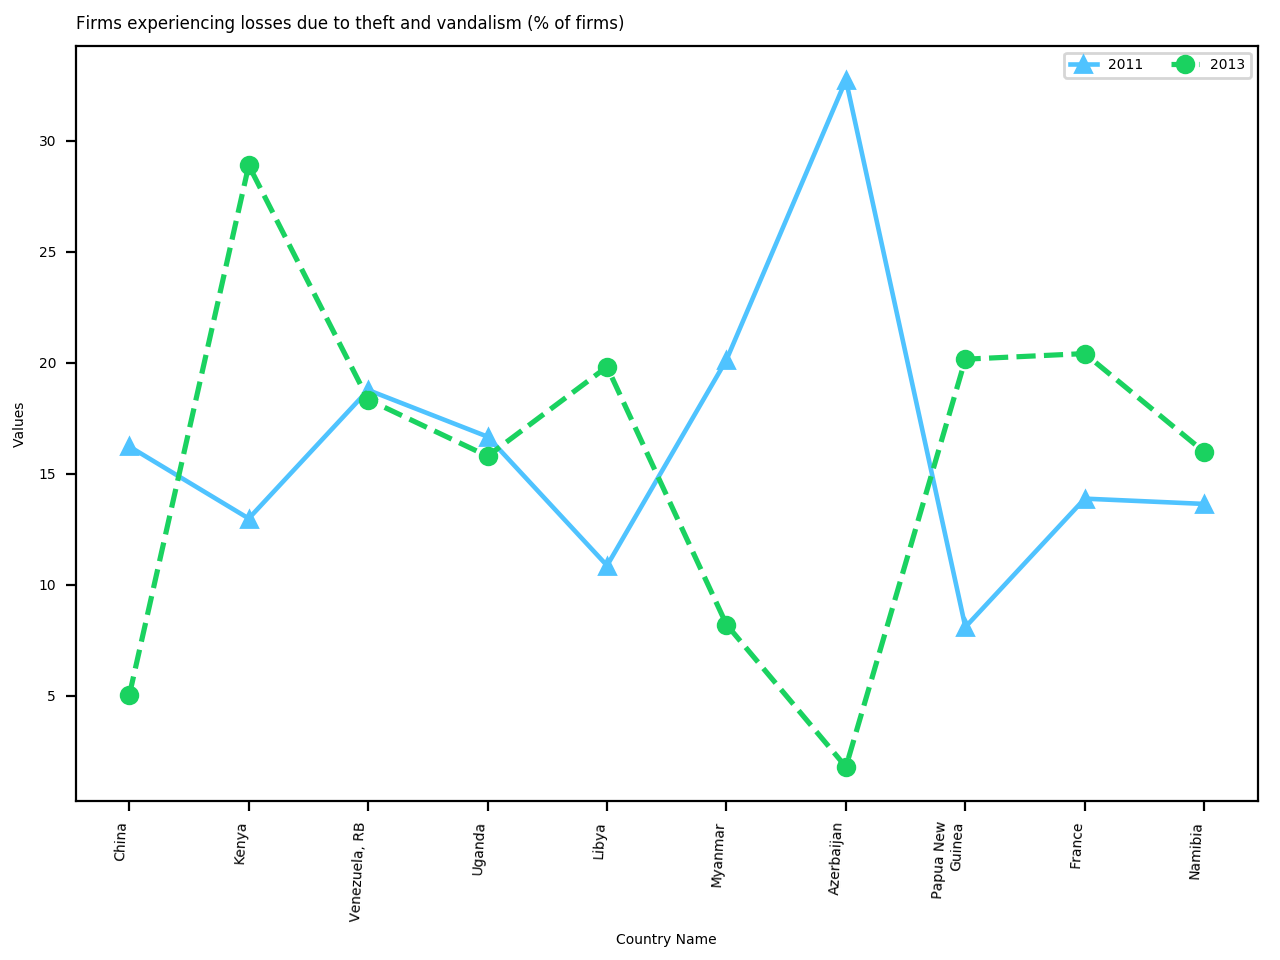 Firms experiencing losses due to theft and vandalism (% of firms)
2011
2013
Values
30
25
20
15
10
5
China
Kenya
Venezuela, RB
Uganda
Libya
Myanmar
Azerbaijan
Papua New
Guinea
France
Namibia
Country Name